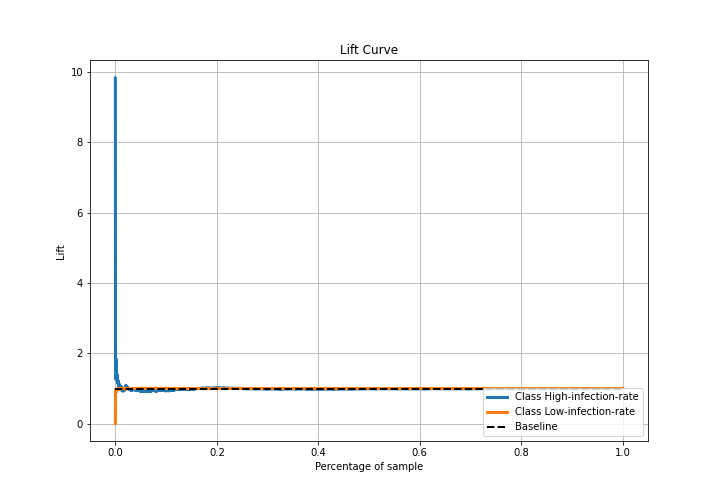 Lift Curve
10
8
6
4
2
0
Lift
0.0
0.2
0.4
0.6
0.8
1.0
Percentage of sample
Class High-infection-rate
Class Low-infection-rate
Baseline